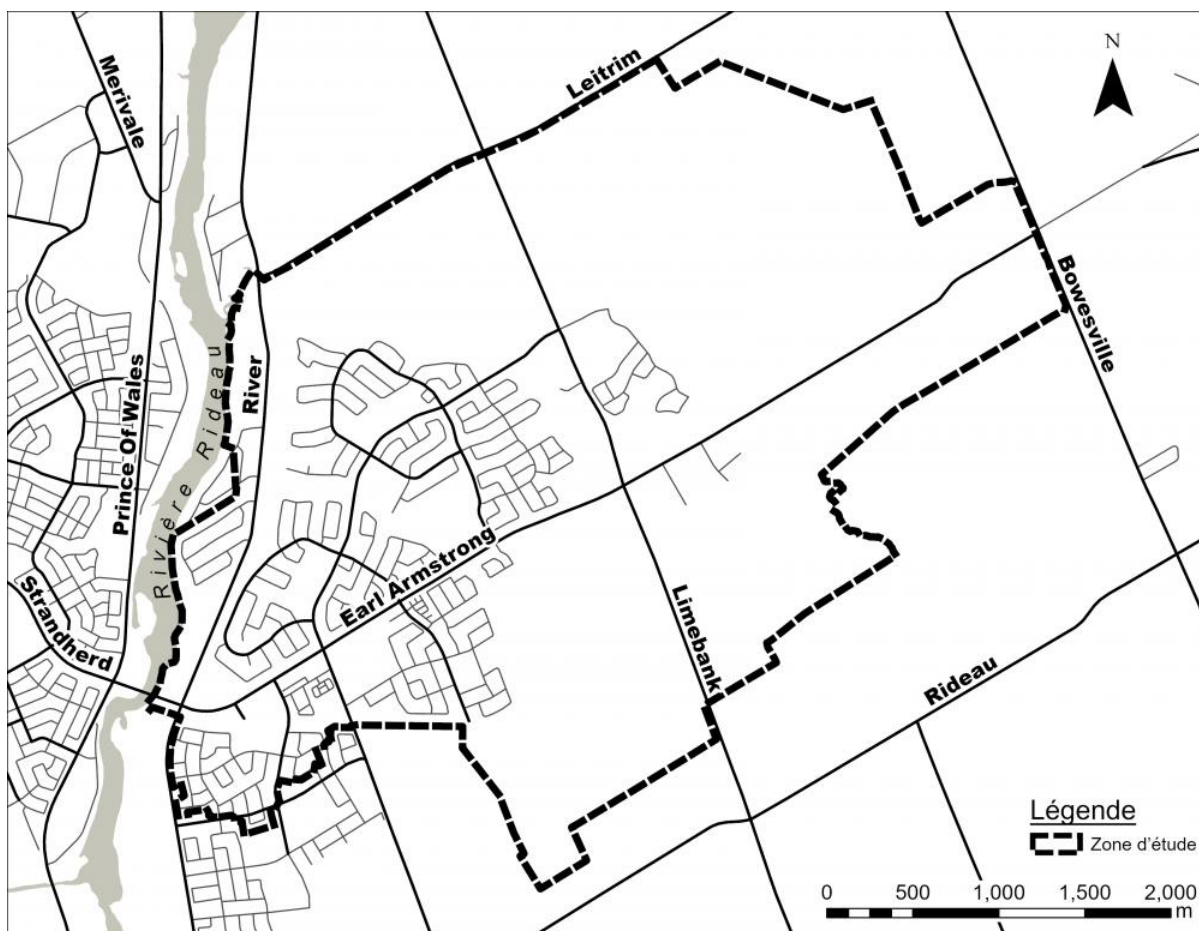 Merivale
Leitrim
N
Bowesville
Prince Of Wales
Rivière Rideau
River
Strandherd
Earl Armstrong
Limebank
Rideau
Légende
Zone d'étude
0 500 1,000 1,500 2,000
m